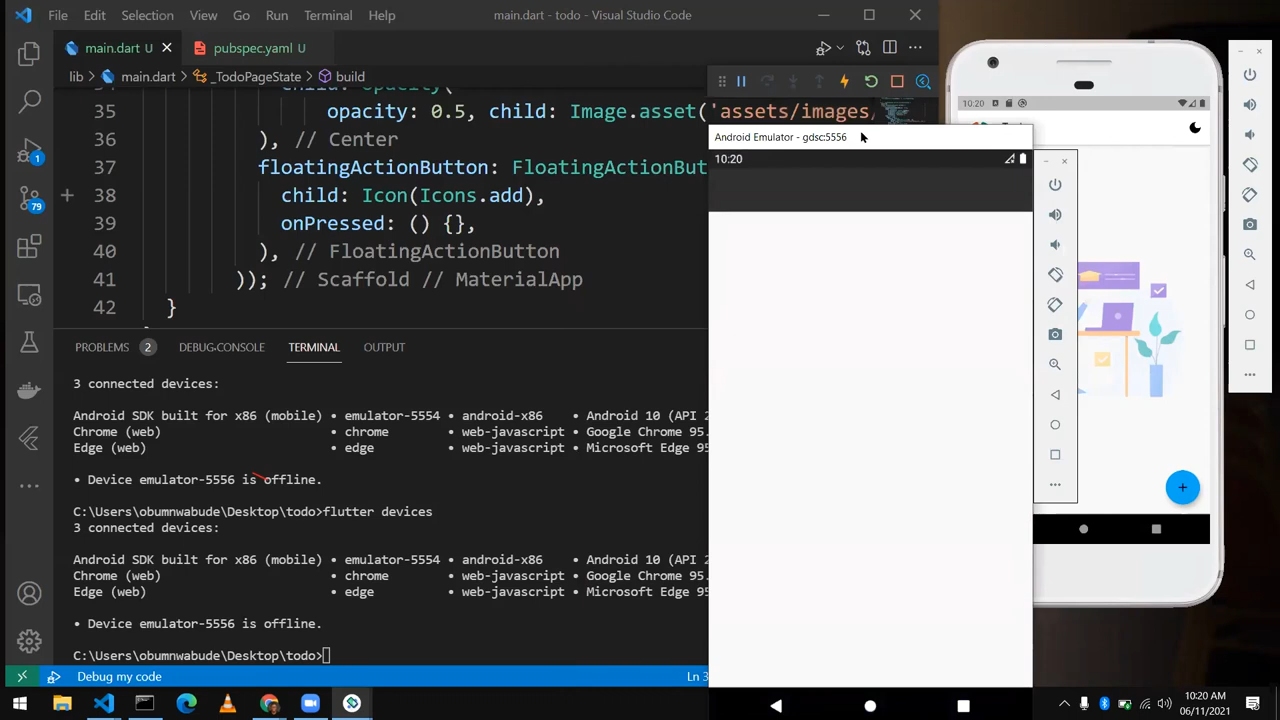 File Edit Selection View Go Run Terminal Help main.dart - todo - Visual Studio Code
main.dart U pubspec.yaml U
lib > main.dart > _TodoPageState > build
35 opacity: 0.5, child: Image.asset('assets/images/
36 ), // Center
37 floatingActionButton: FloatingActionBut
38 child: Icon(Icons.add),
39 onPressed: () {},
40 ), // FloatingActionButton
41 )); // Scaffold // MaterialApp
42 }
PROBLEMS 2 DEBUG CONSOLE TERMINAL OUTPUT
3 connected devices:
Android SDK built for x86 (mobile) • emulator-5554 • android-x86 • Android 10 (API 2
Chrome (web) • chrome • web-javascript • Google Chrome 95.
Edge (web) • edge • web-javascript • Microsoft Edge 95
• Device emulator-5556 is offline.
C:\Users\obumnwabude\Desktop\todo>flutter devices
3 connected devices:
Android SDK built for x86 (mobile) • emulator-5554 • android-x86 • Android 10 (API 2
Chrome (web) • chrome • web-javascript • Google Chrome 95.
Edge (web) • edge • web-javascript • Microsoft Edge 95
• Device emulator-5556 is offline.
C:\Users\obumnwabude\Desktop\todo>
Debug my code Ln 3
1
79
Android Emulator - gdsc:5556
10:20
10:20
10:20 AM
06/11/2021